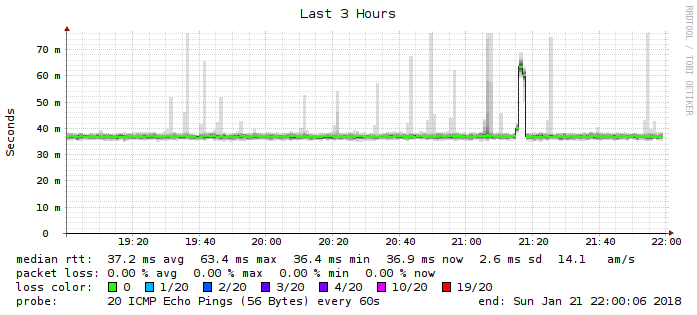 Last 3 Hours
RRDTOOL / TOBI OETIKER
Seconds
70 m
60 m
50 m
40 m
30 m
20 m
10 m
0
19:20 19:40 20:00 20:20 20:40 21:00 21:20 21:40 22:00
median rtt: 37.2 ms avg 63.4 ms max 36.4 ms min 36.9 ms now 2.6 ms sd 14.1 am/s
packet loss: 0.00 % avg 0.00 % max 0.00 % min 0.00 % now
loss color: 0 1/20 2/20 3/20 4/20 10/20 19/20
probe: 20 ICMP Echo Pings (56 Bytes) every 60s end: Sun Jan 21 22:00:06 2018